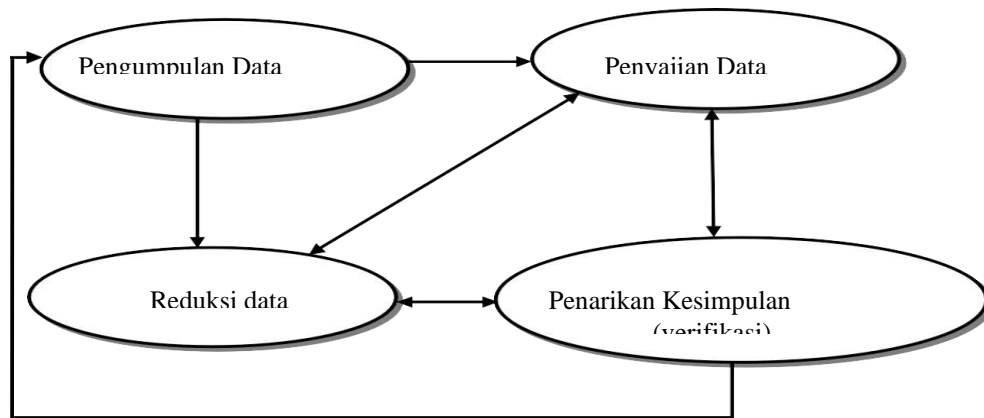 Pengumpulan Data
Penyajian Data
Reduksi data
Penarikan Kesimpulan
(verifikasi)